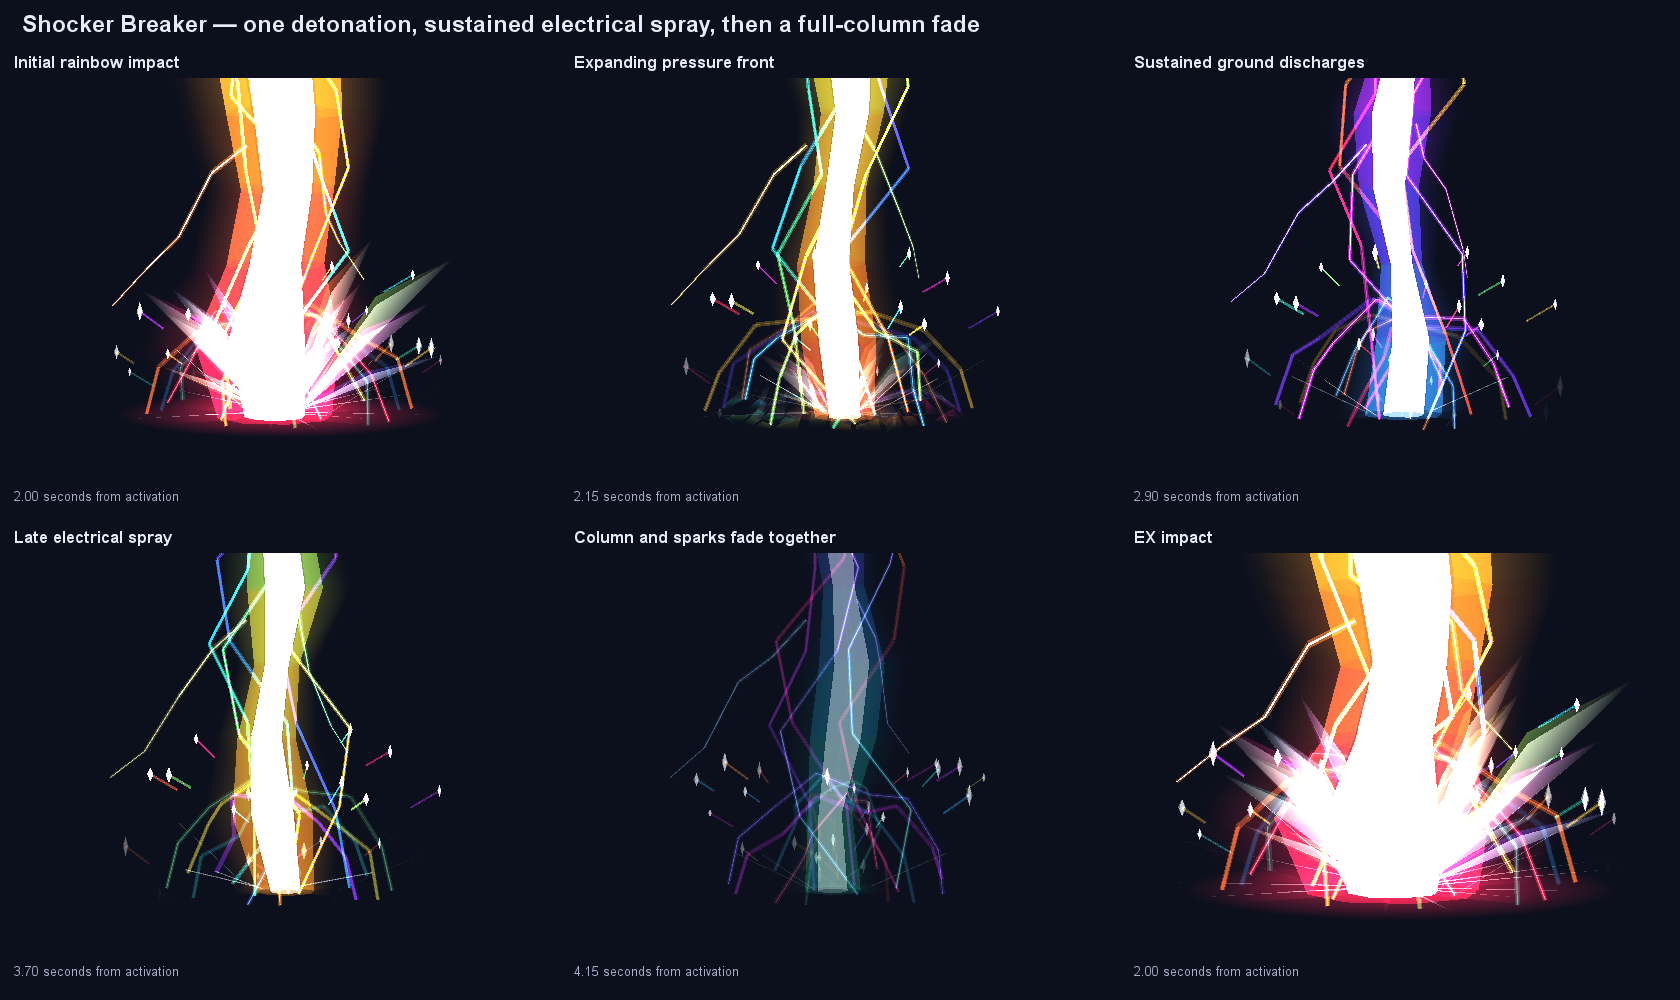 Shocker Breaker — one detonation, sustained electrical spray, then a full-column fade
Initial rainbow impact
Expanding pressure front
Sustained ground discharges
2.00 seconds from activation
2.15 seconds from activation
2.90 seconds from activation
Late electrical spray
Column and sparks fade together
EX impact
3.70 seconds from activation
4.15 seconds from activation
2.00 seconds from activation